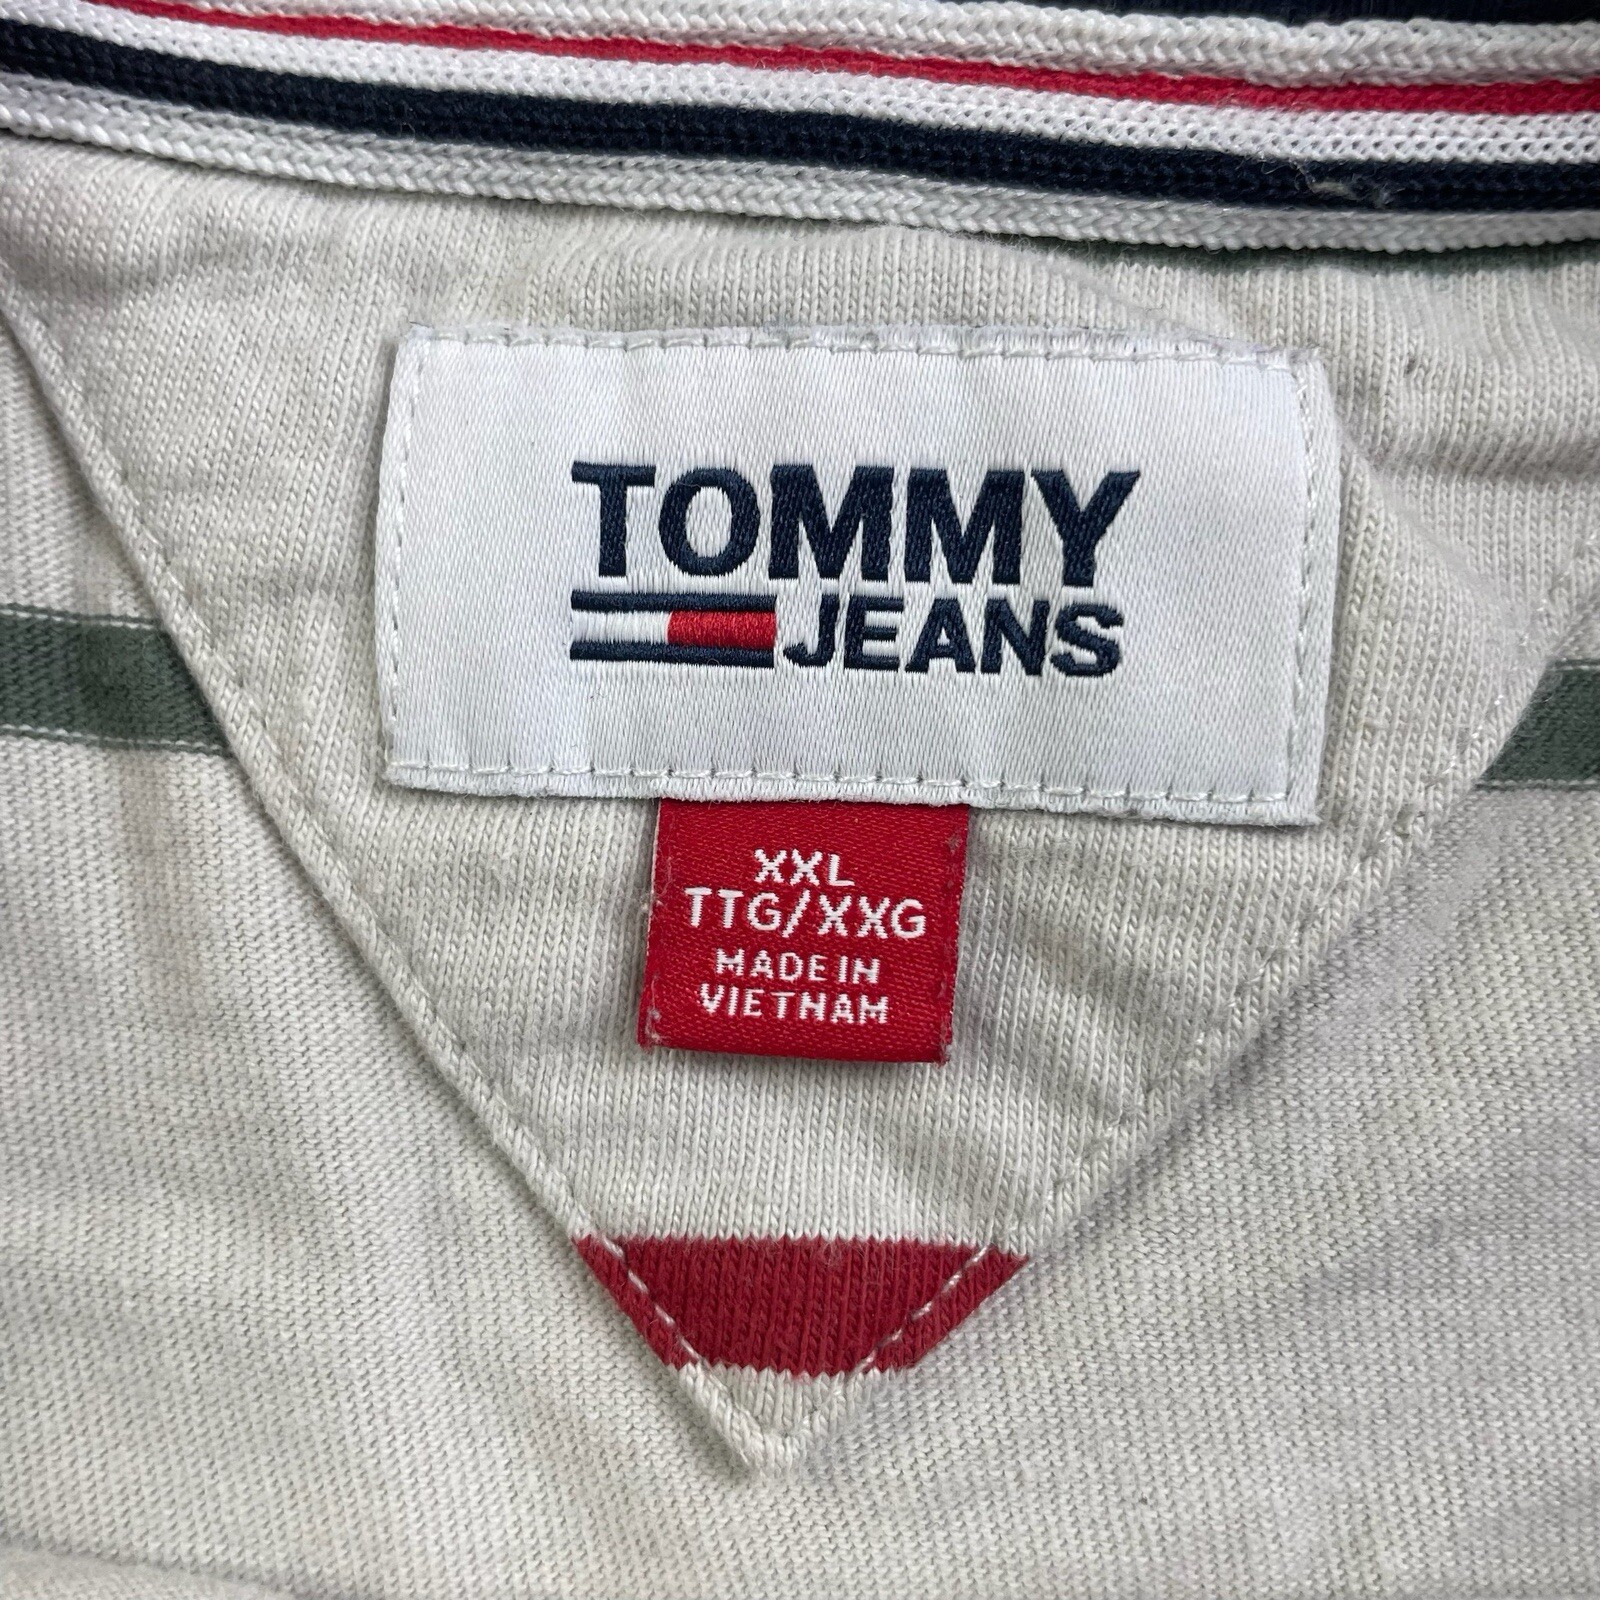 TOMMY
JEANS
XXL
TTG/XXG
MADE IN
VIETNAM